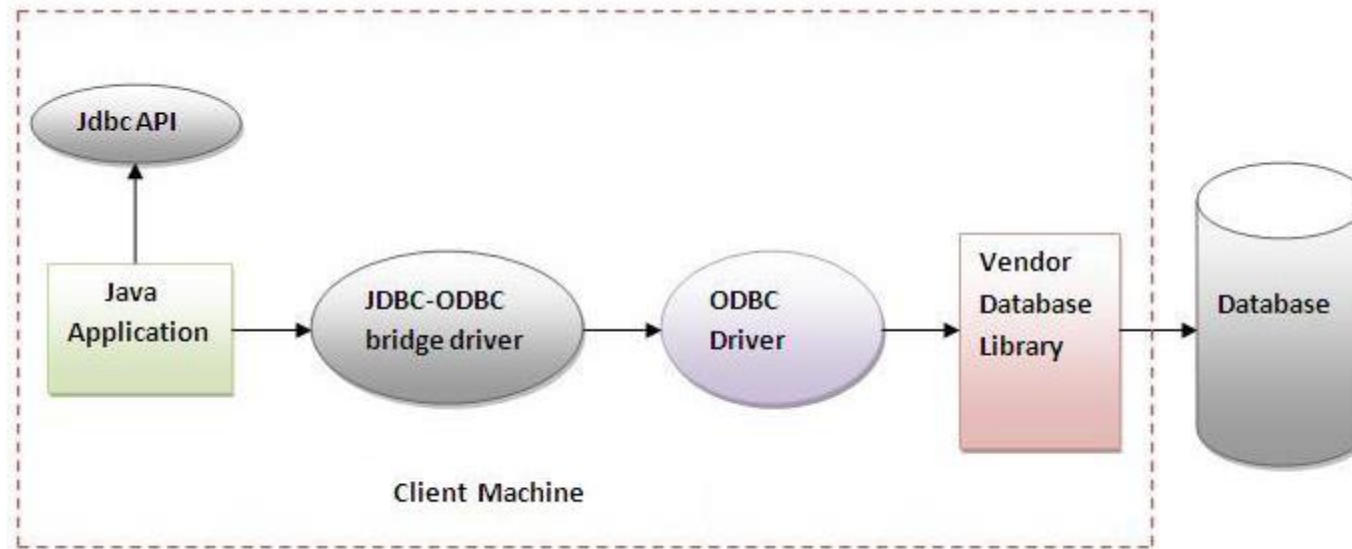 Jdbc API
Java
Application
JDBC-ODBC
bridge driver
ODBC
Driver
Vendor
Database
Library
Database
Client Machine